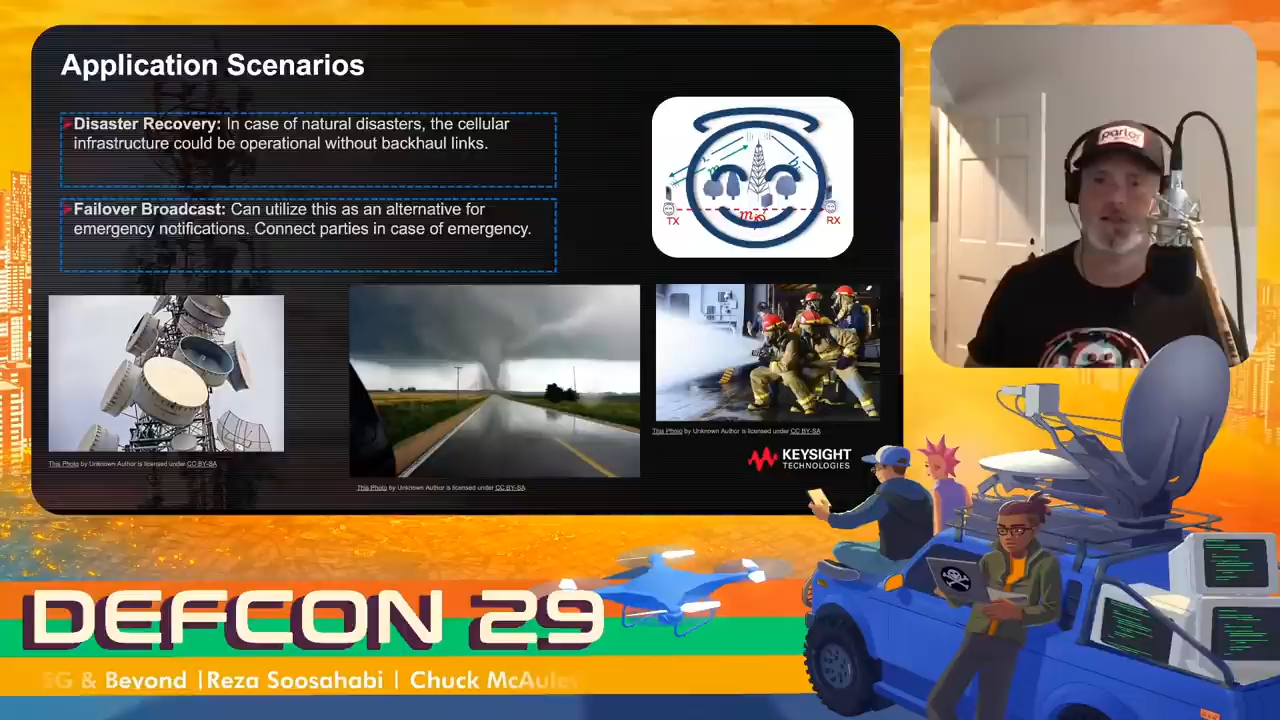 Application Scenarios
Disaster Recovery: In case of natural disasters, the cellular
infrastructure could be operational without backhaul links.
Failover Broadcast: Can utilize this as an alternative for
emergency notifications. Connect parties in case of emergency.
TX
RX
This Photo by Unknown Author is licensed under CC BY-SA
This Photo by Unknown Author is licensed under CC BY-SA
This Photo by Unknown Author is licensed under CC BY-SA
KEYSIGHT
TECHNOLOGIES
parlor
DEFCON 29
5G & Beyond | Reza Soosahabi | Chuck McAuley